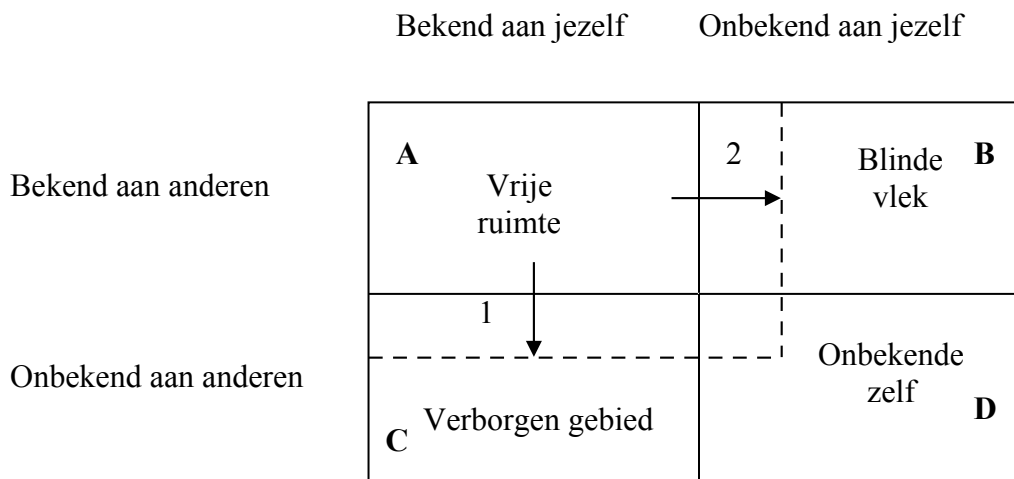 Bekend aan jezelf Onbekend aan jezelf
A 2 Blinde B
Bekend aan anderen Vrije vlek
ruimte
1
Onbekend aan anderen Onbekende
zelf
C Verborgen gebied D